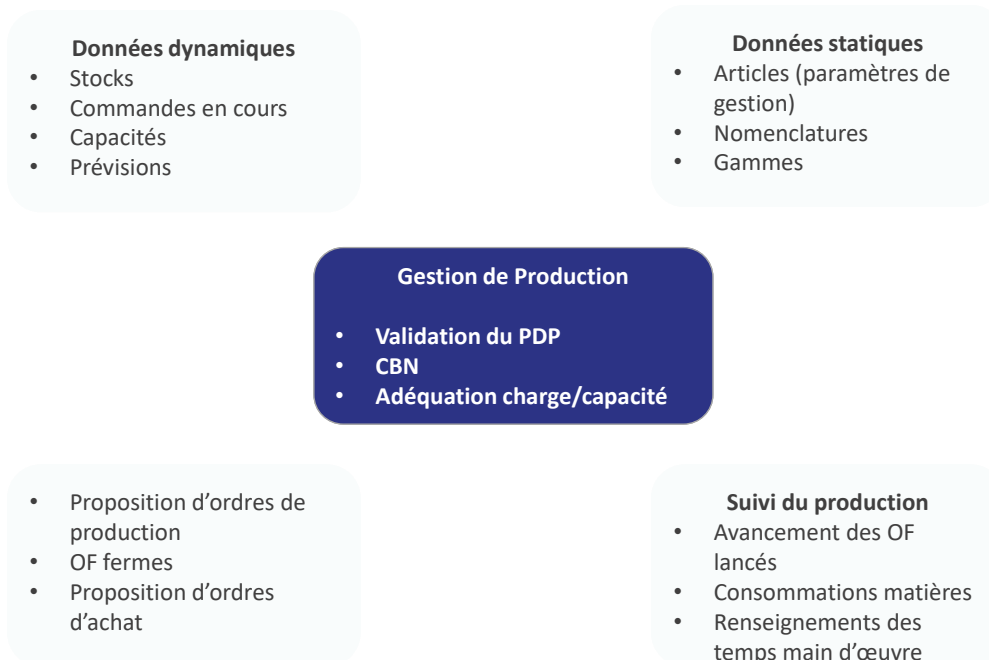 Données dynamiques
• Stocks
• Commandes en cours
• Capacités
• Prévisions
Données statiques
• Articles (paramètres de
gestion)
• Nomenclatures
• Gammes
Gestion de Production
• Validation du PDP
• CBN
• Adéquation charge/capacité
• Proposition d’ordres de
production
• OF fermes
• Proposition d’ordres
d’achat
Suivi du production
• Avancement des OF
lancés
• Consommations matières
• Renseignements des
temps main d’œuvre